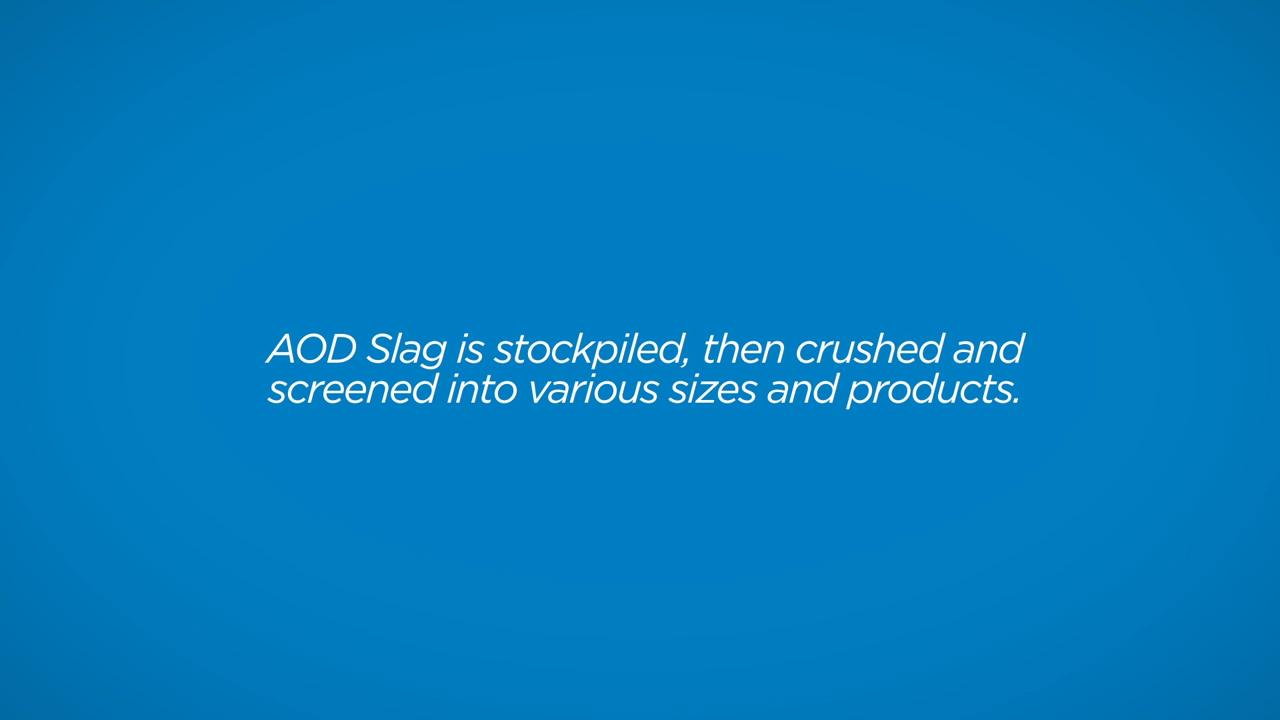 AOD Slag is stockpiled, then crushed and
screened into various sizes and products.